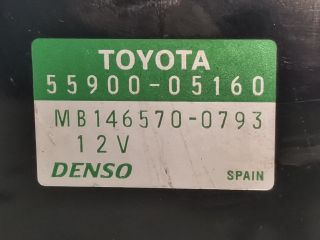 TOYOTA
55900-05160
MB146570-0793
12V
DENSO SPAIN